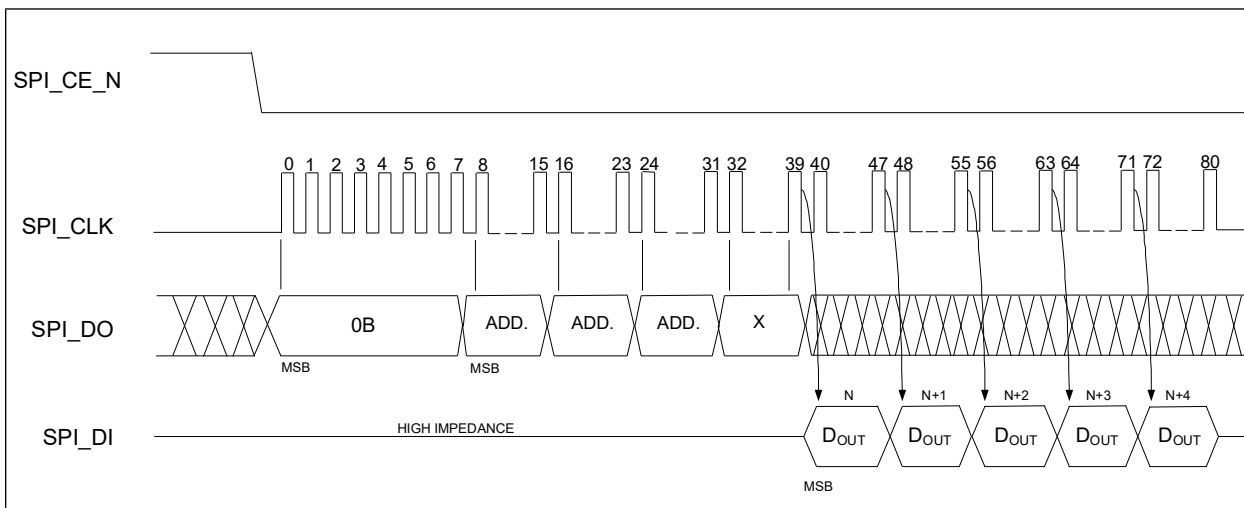 SPI_CE_N
0 1 2 3 4 5 6 7 8 15 16 23 24 31 32 39 40 47 48 55 56 63 64 71 72 80
SPI_CLK
SPI_DO 0B ADD. ADD. ADD. X
MSB MSB
N N+1 N+2 N+3 N+4
SPI_DI HIGH IMPEDANCE DOUT DOUT DOUT DOUT DOUT
MSB